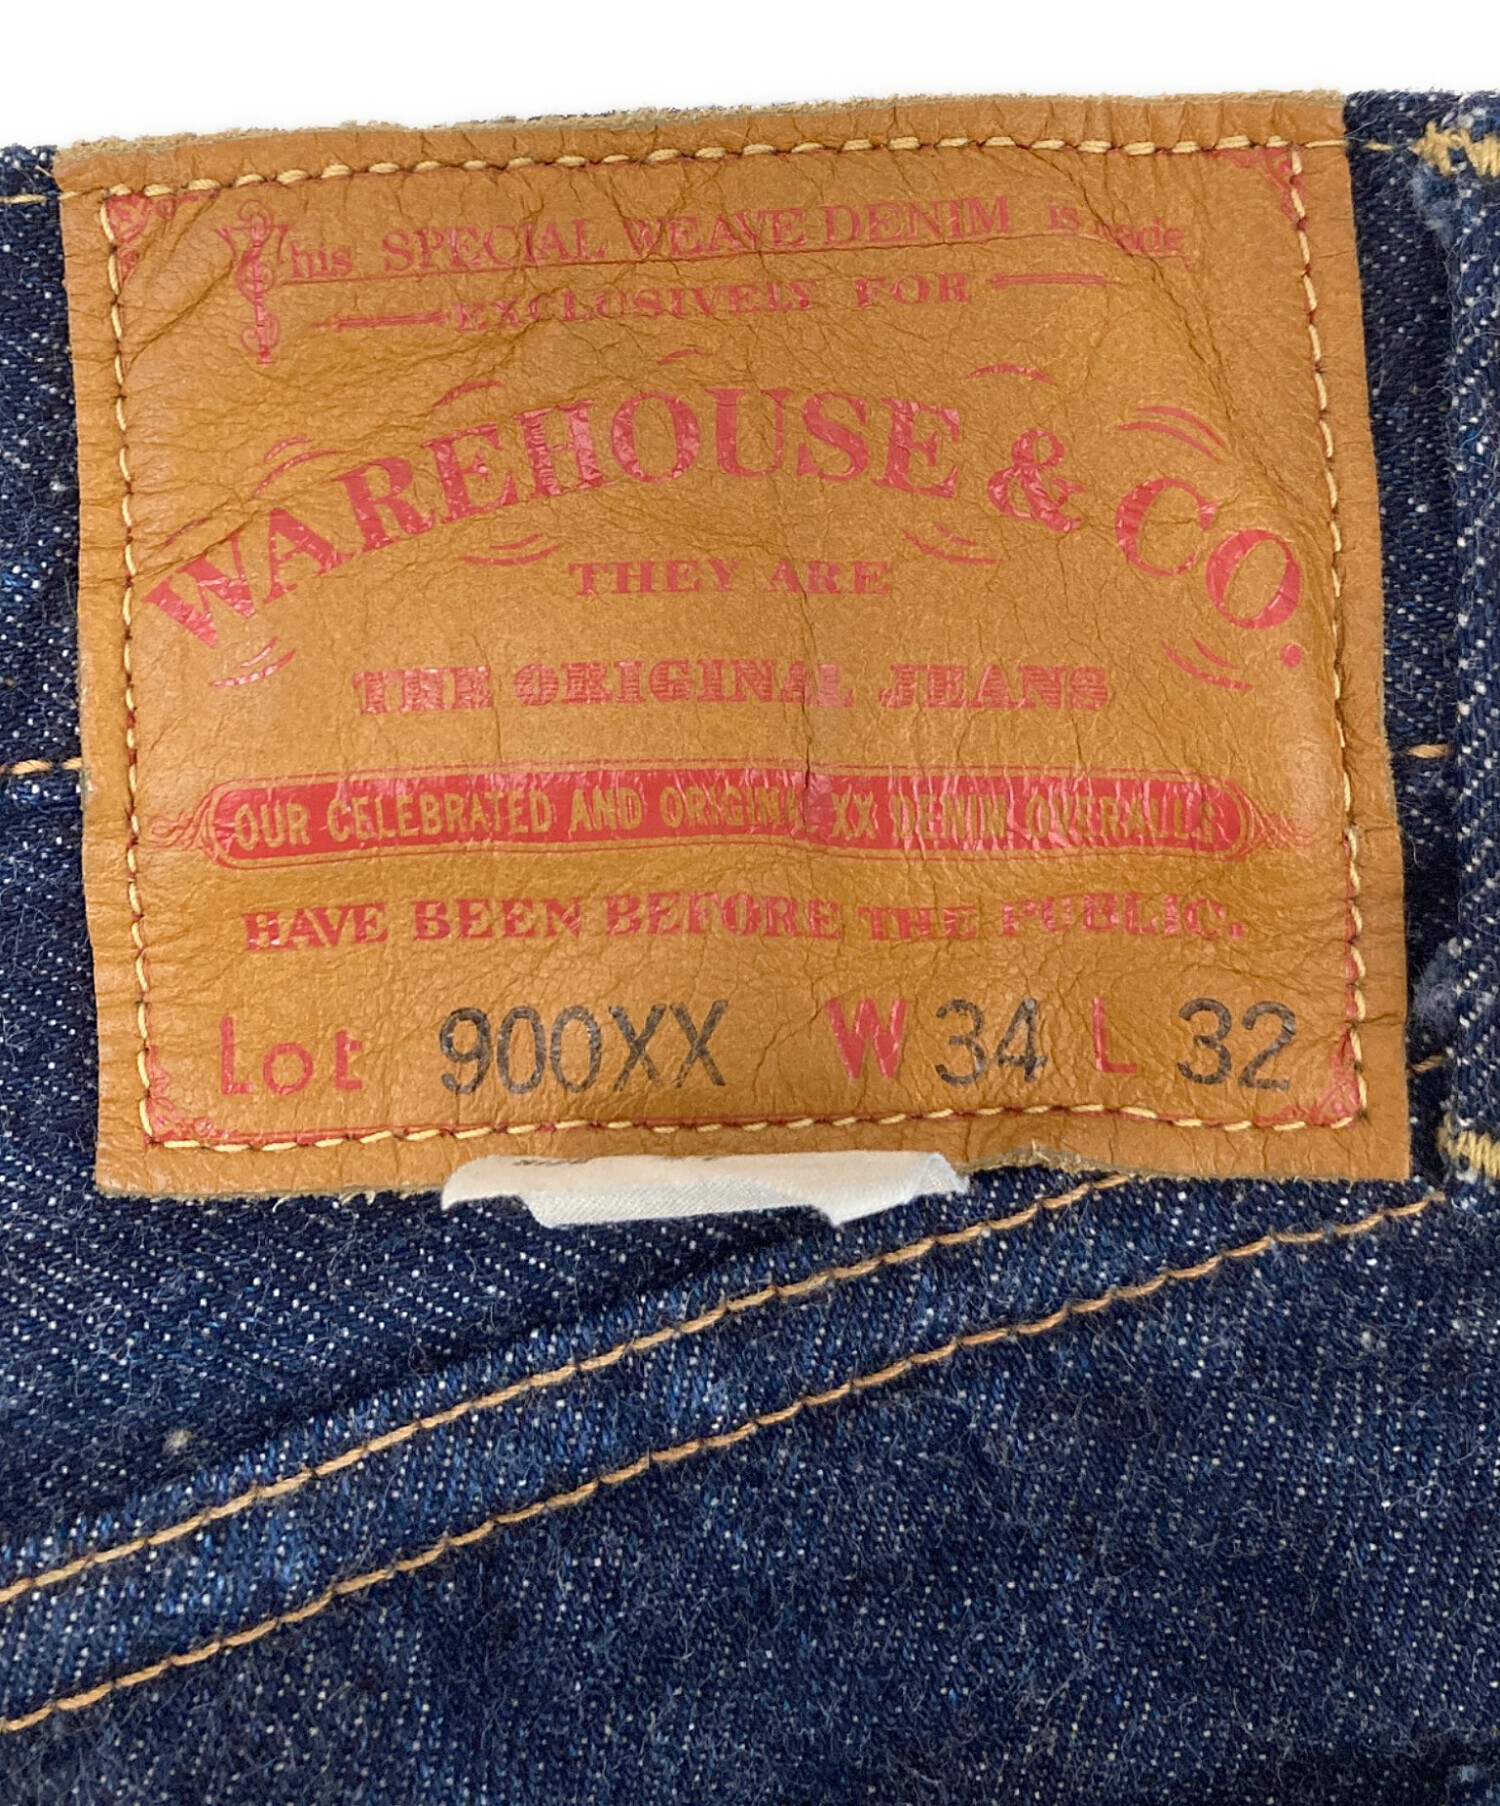 This SPECIAL WEAVE DENIM is made
EXCLUSIVELY FOR
WAREHOUSE & CO.
THEY ARE
THE ORIGINAL JEANS
OUR CELEBRATED AND ORIGINAL XX DENIM OVERALLS
HAVE BEEN BEFORE THE PUBLIC.
Lot 900XX W 34 L 32